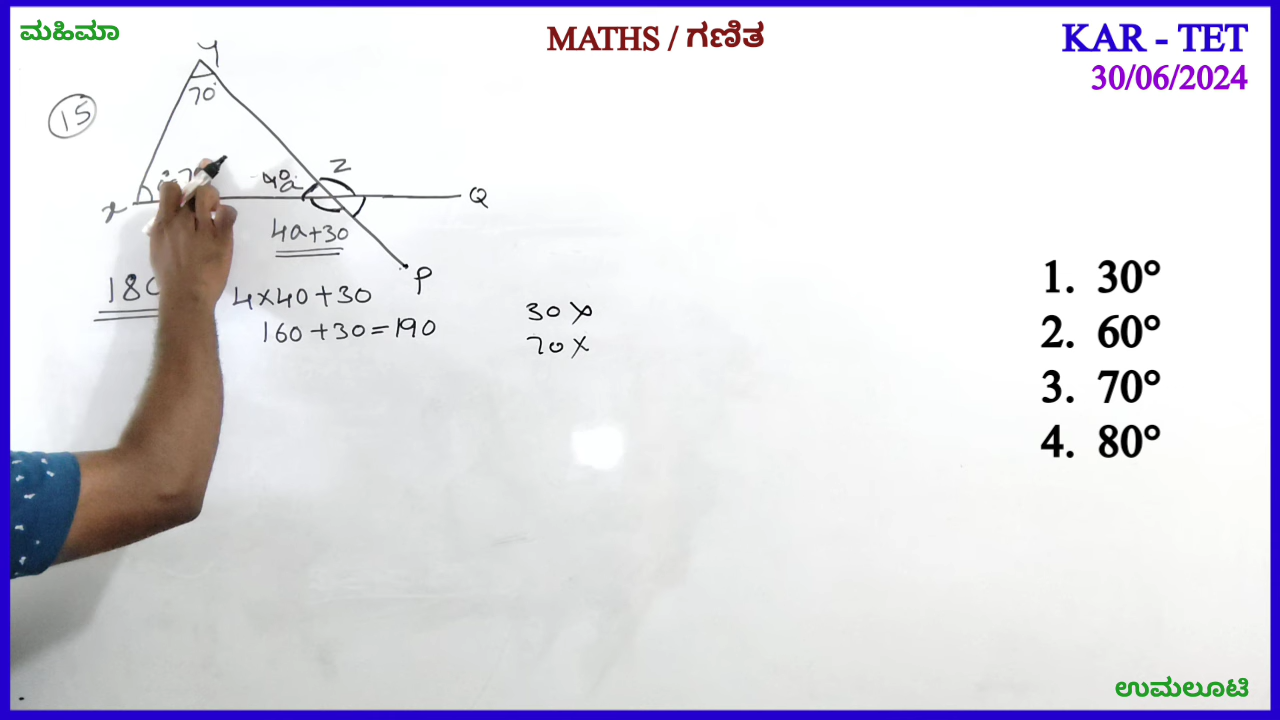 ಮಹಿಮಾ
MATHS / ಗಣಿತ
KAR - TET
30/06/2024
15
y
70°
Z
Q
x
4a+30
P
4×40+30
160+30=190
30 ×
70 ×
1. 30°
2. 60°
3. 70°
4. 80°
ಉಮಲೂಟಿ